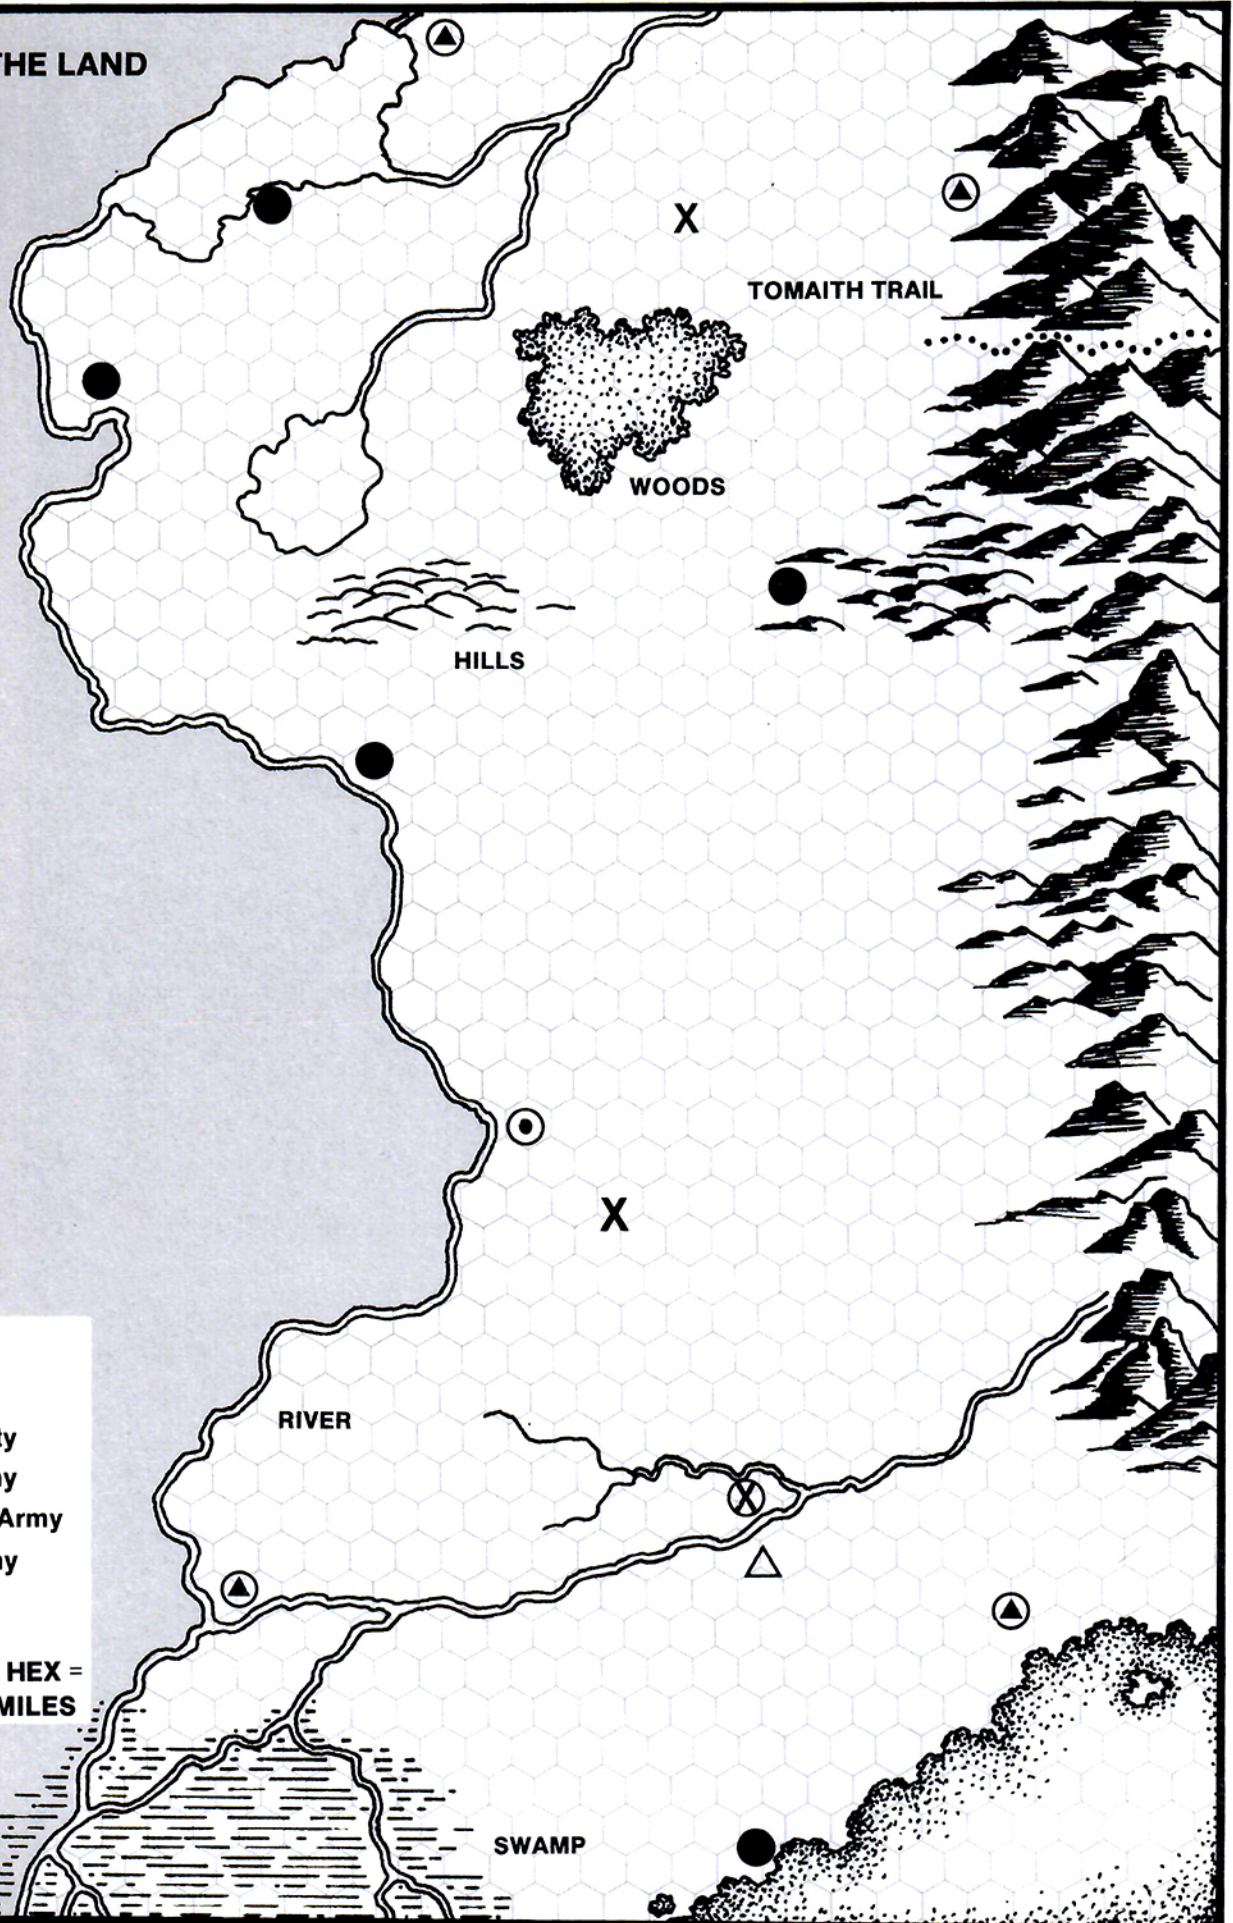 THE LAND
TOMAITH TRAIL
WOODS
HILLS
X
X
RIVER
X
Army
HEX =
MILES
SWAMP